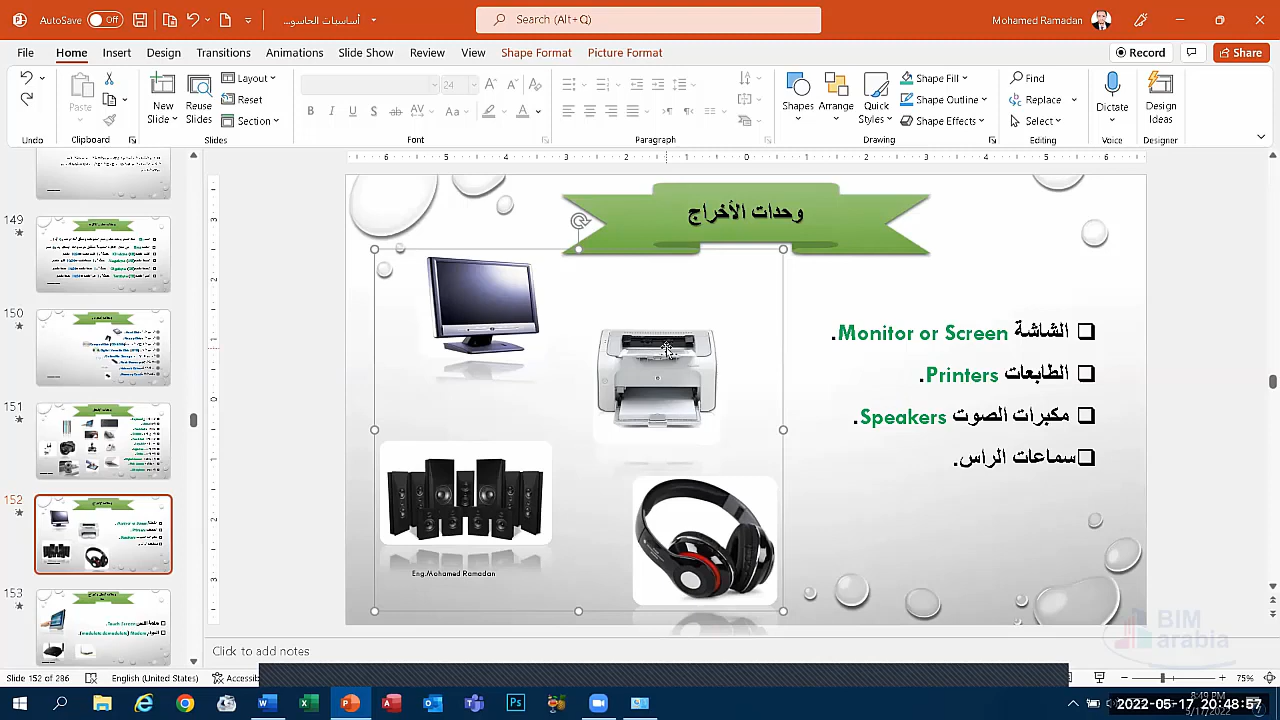 AutoSave
Off
أساسيات الحاسو...
Search (Alt+Q)
Mohamed Ramadan
File
Home
Insert
Design
Transitions
Animations
Slide Show
Review
View
Shape Format
Picture Format
Record
Share
Paste
Clipboard
Undo
New Slide
Reuse Slides
Layout
Reset
Section
Slides
24
Font
Paragraph
Shapes
Arrange
Quick Styles
Shape Fill
Shape Outline
Shape Effects
Drawing
Find
Replace
Select
Editing
Dictate
Voice
Design Ideas
Designer
149
150
151
152
153
وحدات الأخراج
الشاشة Monitor or Screen.
الطابعات Printers.
مكبرات الصوت Speakers.
سماعات الراس.
Eng.Mohamed Ramadan
BIM
arabia
Click to add notes
Slide 152 of 286
English (United States)
Accessib
75%
2022-05-17 20:48:57